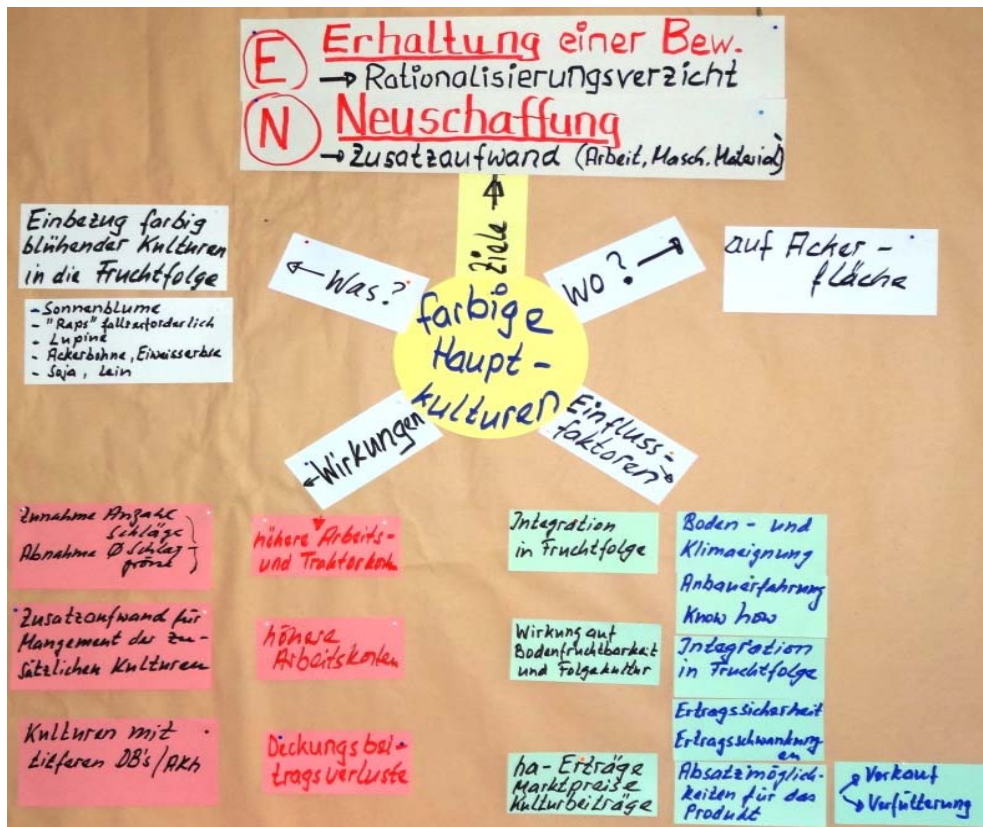 E Erhaltung einer Bew.
→ Rationalisierungsverzicht
N Neuschaffung
→ Zusatzaufwand (Arbeit, Masch. Material)
Ziele →
Einbezug farbig
blühender Kulturen
in die Fruchtfolge
- Sonnenblume
- "Raps" fallserforderlich
- Lupine
- Ackerbohne, Eiweisserbse
- Soja, Lein
← Was?
WO? →
auf Acker -
fläche
farbige
Haupt -
kulturen
← Wirkungen
Einfluss-
faktoren →
Zunahme Anzahl
Schläge
Abnahme Ø Schlag-
grösse
höhere Arbeits-
und Traktorkosten
Zusatzaufwand für
Mangement der zu-
sätzlichen Kulturen
höhere
Arbeitskosten
Kulturen mit
tieferen DB's/AKh
Deckungsbei-
tragsverluste
Integration
in Fruchtfolge
Wirkung auf
Bodenfruchtbarkeit
und Folgekultur
ha-Erträge
Marktpreise
Kulturbeiträge
Boden - und
Klimaeignung
Anbauerfahrung
Know how
Integration
in Fruchtfolge
Ertragssicherheit
Ertragsschwankung
en
Absatzmöglich-
keiten für das
Produkt
→ Verkauf
→ Verfütterung